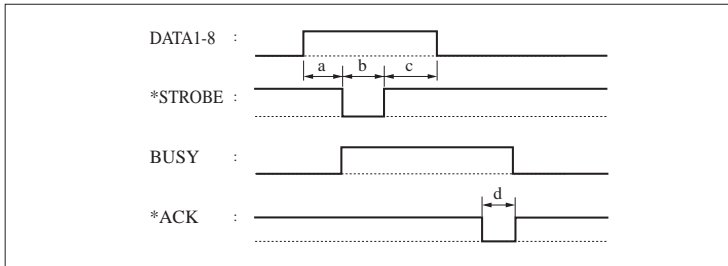 DATA1-8 :
a b c
*STROBE :
BUSY :
d
*ACK :